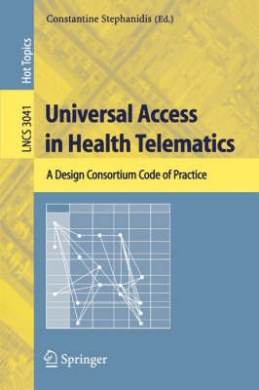 Constantine Stephanidis (Ed.)
LNCS 3041
Hot Topics
Universal Access
in Health Telematics
A Design Consortium Code of Practice
Springer